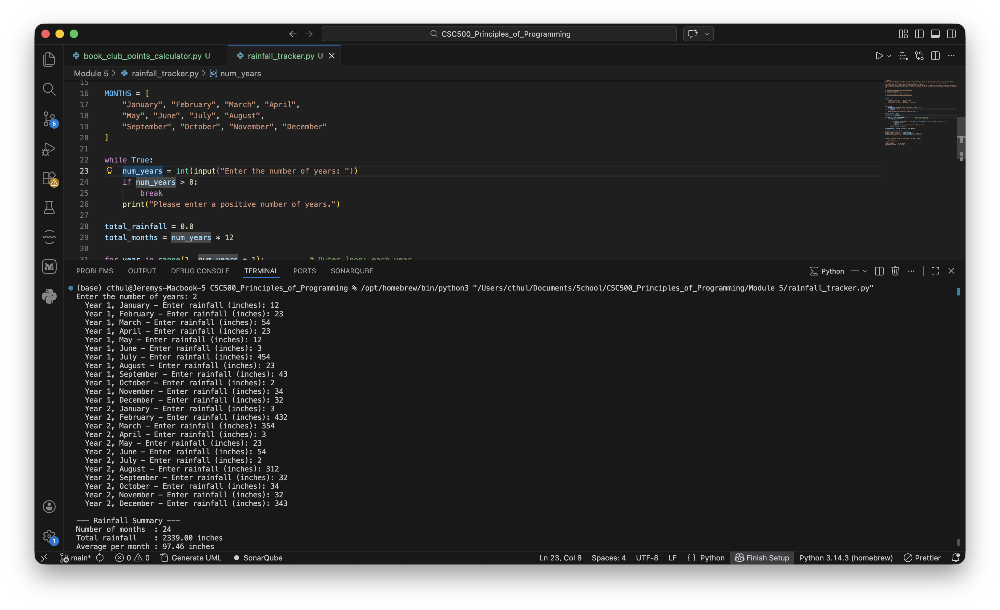 CSC500_Principles_of_Programming
book_club_points_calculator.py U
rainfall_tracker.py U
Module 5 > rainfall_tracker.py > num_years
15
16 MONTHS = [
17 "January", "February", "March", "April",
18 "May", "June", "July", "August",
19 "September", "October", "November", "December"
20 ]
21
22 while True:
23 num_years = int(input("Enter the number of years: "))
24 if num_years > 0:
25 break
26 print("Please enter a positive number of years.")
27
28 total_rainfall = 0.0
29 total_months = num_years * 12
30
31 for year in range(1, num_years + 1): # Outer loop: each year
5
PROBLEMS OUTPUT DEBUG CONSOLE TERMINAL PORTS SONARQUBE Python
(base) cthul@Jeremys-Macbook-5 CSC500_Principles_of_Programming % /opt/homebrew/bin/python3 "/Users/cthul/Documents/School/CSC500_Principles_of_Programming/Module 5/rainfall_tracker.py"
Enter the number of years: 2
Year 1, January - Enter rainfall (inches): 12
Year 1, February - Enter rainfall (inches): 23
Year 1, March - Enter rainfall (inches): 54
Year 1, April - Enter rainfall (inches): 23
Year 1, May - Enter rainfall (inches): 12
Year 1, June - Enter rainfall (inches): 3
Year 1, July - Enter rainfall (inches): 454
Year 1, August - Enter rainfall (inches): 23
Year 1, September - Enter rainfall (inches): 43
Year 1, October - Enter rainfall (inches): 2
Year 1, November - Enter rainfall (inches): 34
Year 1, December - Enter rainfall (inches): 32
Year 2, January - Enter rainfall (inches): 3
Year 2, February - Enter rainfall (inches): 432
Year 2, March - Enter rainfall (inches): 354
Year 2, April - Enter rainfall (inches): 3
Year 2, May - Enter rainfall (inches): 23
Year 2, June - Enter rainfall (inches): 54
Year 2, July - Enter rainfall (inches): 2
Year 2, August - Enter rainfall (inches): 312
Year 2, September - Enter rainfall (inches): 32
Year 2, October - Enter rainfall (inches): 34
Year 2, November - Enter rainfall (inches): 32
Year 2, December - Enter rainfall (inches): 343
--- Rainfall Summary ---
Number of months : 24
Total rainfall : 2339.00 inches
Average per month : 97.46 inches
1
main* 0 0 Generate UML SonarQube Ln 23, Col 8 Spaces: 4 UTF-8 LF {} Python Finish Setup Python 3.14.3 (homebrew) Prettier